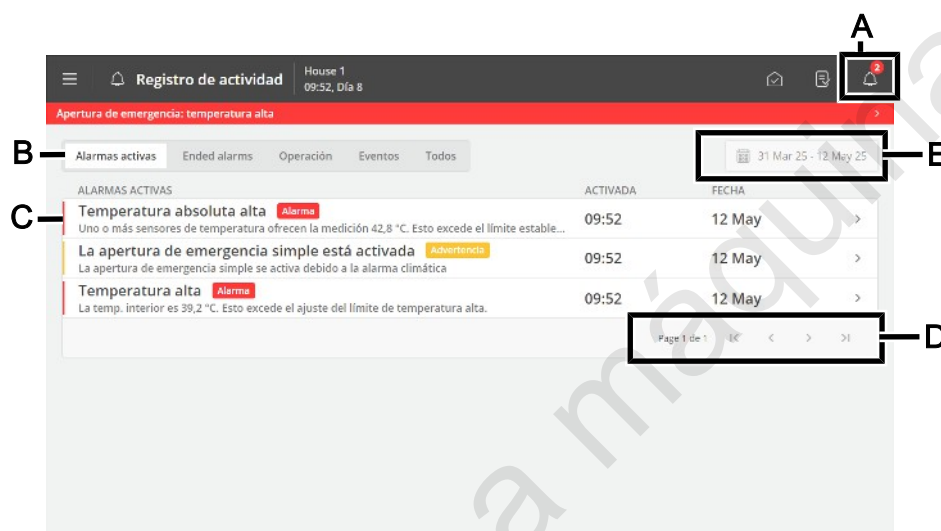 A
2
Registro de actividad
House 1
09:52, Día 8
Apertura de emergencia: temperatura alta
B
Alarmas activas Ended alarms Operación Eventos Todos
31 Mar 25 - 12 May 25
E
ALARMAS ACTIVAS ACTIVADA FECHA
C
Temperatura absoluta alta Alarma 09:52 12 May
Uno o más sensores de temperatura ofrecen la medición 42,8 °C. Esto excede el límite estable...
La apertura de emergencia simple está activada Advertencia 09:52 12 May
La apertura de emergencia simple se activa debido a la alarma climática
Temperatura alta Alarma 09:52 12 May
La temp. interior es 39,2 °C. Esto excede el ajuste del límite de temperatura alta.
Page 1 de 1
D
a máquina